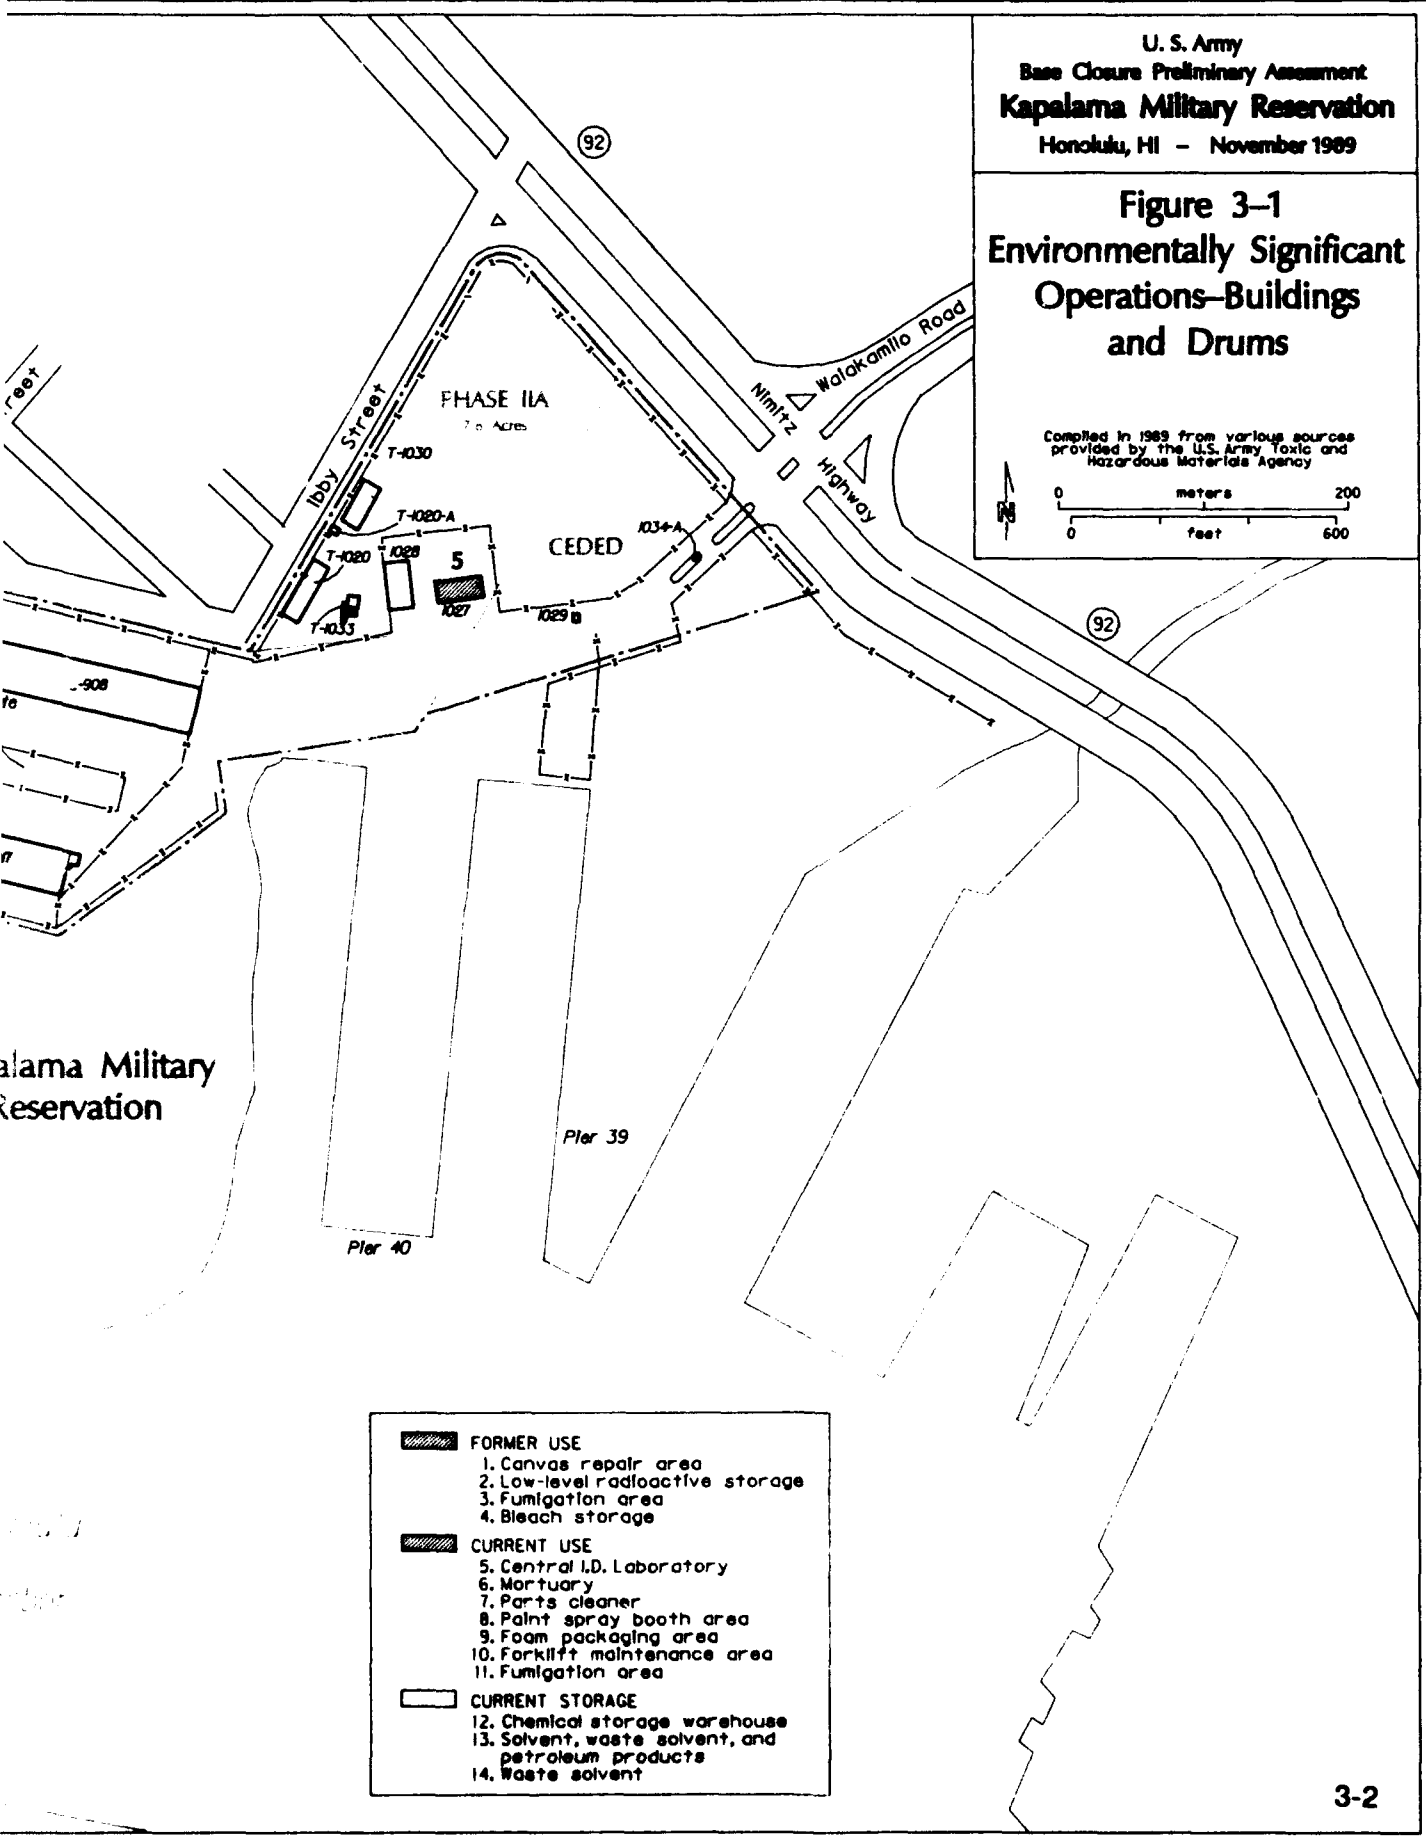 U. S. Army
Base Closure Preliminary Assessment
Kapalama Military Reservation
Honolulu, HI – November 1989
Figure 3–1
Environmentally Significant
Operations–Buildings
and Drums
Compiled in 1989 from various sources
provided by the U.S. Army Toxic and
Hazardous Materials Agency
N
0 meters 200
0 feet 600
92
Waiakamilo Road
Nimitz
Highway
reet
Ibby Street
PHASE IIA
Acres
T-1030
T-1020-A
T-1020
1028
5
1027
CEDED
1034-A
1029
T-1033
92
-908
te
17
alama Military
Reservation
Pier 39
Pier 40
FORMER USE
1. Canvas repair area
2. Low-level radioactive storage
3. Fumigation area
4. Bleach storage
CURRENT USE
5. Central I.D. Laboratory
6. Mortuary
7. Parts cleaner
8. Paint spray booth area
9. Foam packaging area
10. Forklift maintenance area
11. Fumigation area
CURRENT STORAGE
12. Chemical storage warehouse
13. Solvent, waste solvent, and
petroleum products
14. Waste solvent
3-2